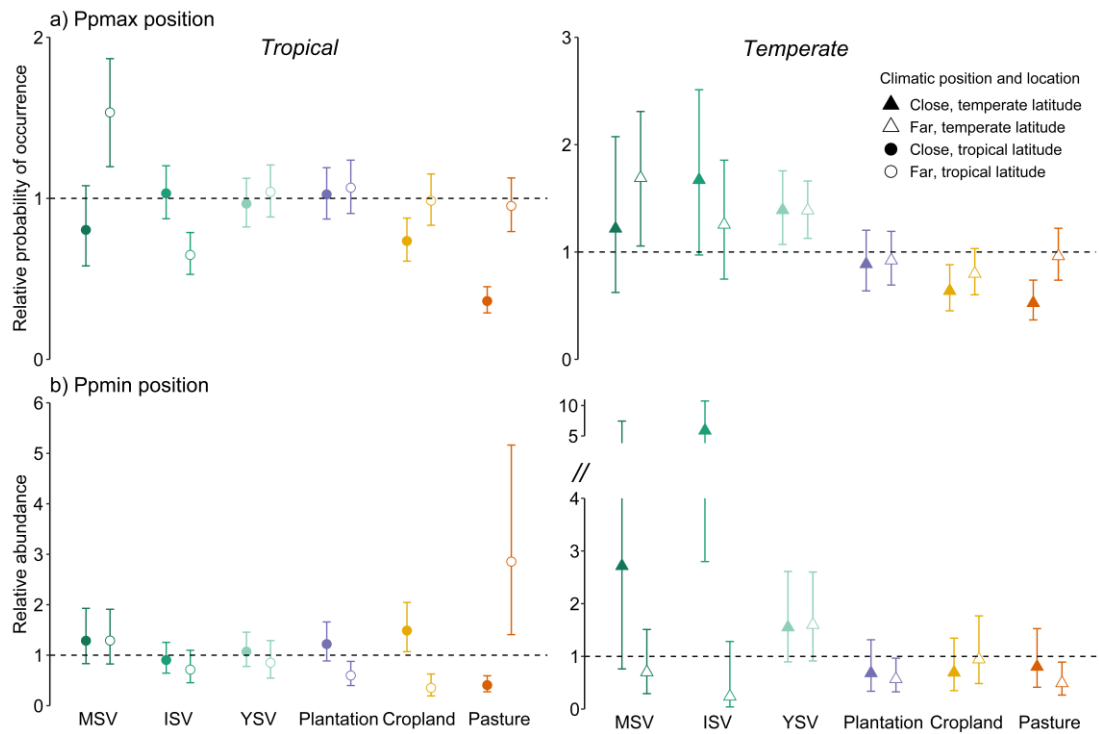 a) Ppmax position
Tropical
Temperate
Relative probability of occurrence
2
1
0
3
2
1
0
Climatic position and location
Close, temperate latitude
Far, temperate latitude
Close, tropical latitude
Far, tropical latitude
b) Ppmin position
Relative abundance
6
5
4
3
2
1
0
10
5
//
4
3
2
1
0
MSV ISV YSV Plantation Cropland Pasture
MSV ISV YSV Plantation Cropland Pasture